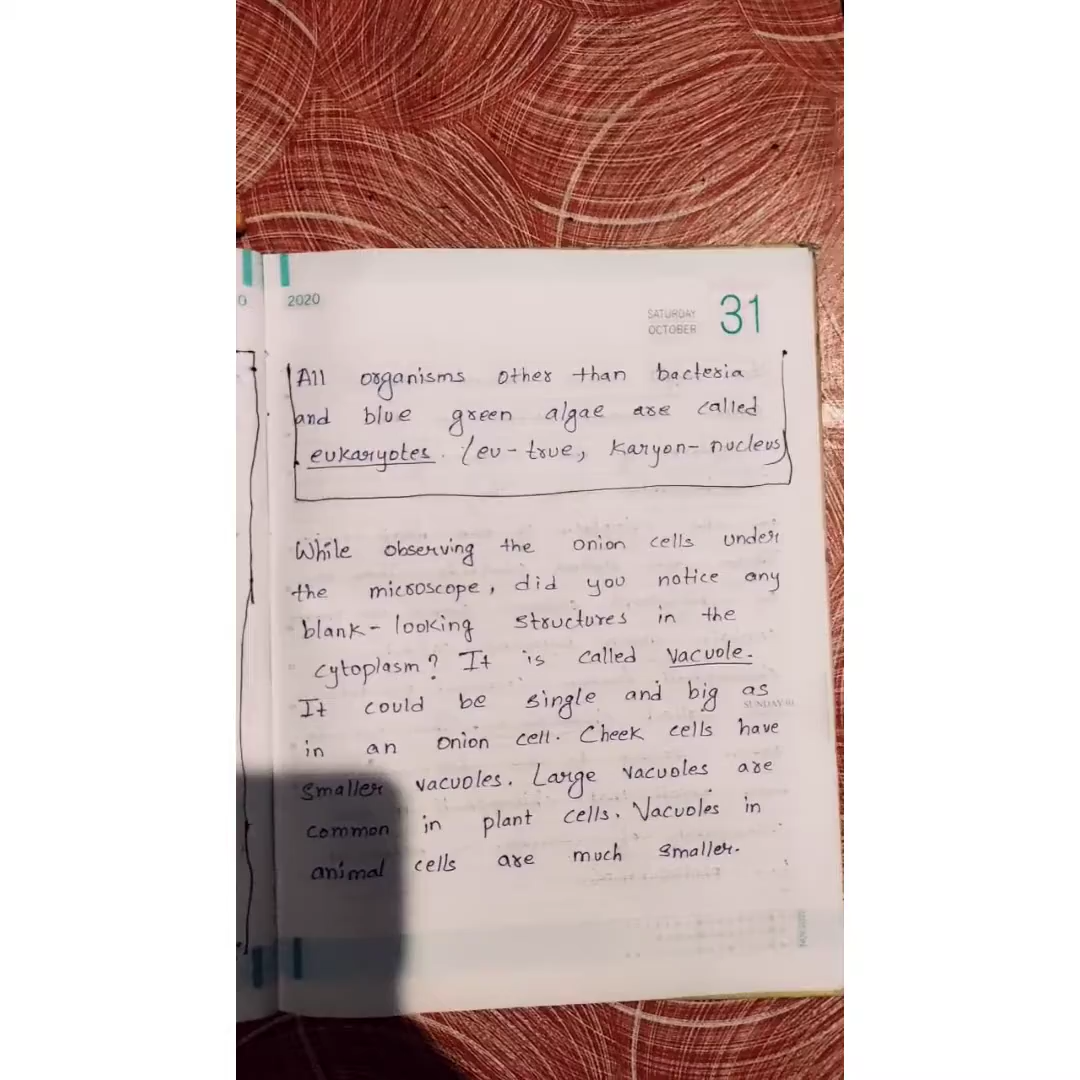 2020
SATURDAY
OCTOBER
31
All organisms other than bacteria
and blue green algae are called
eukaryotes. (eu - true, karyon - nucleus)
While observing the onion cells under
the microscope, did you notice any
blank - looking structures in the
cytoplasm? It is called vacuole.
It could be single and big as
SUNDAY 01
in an onion cell. Cheek cells have
smaller vacuoles. Large vacuoles are
common in plant cells. Vacuoles in
animal cells are much smaller.